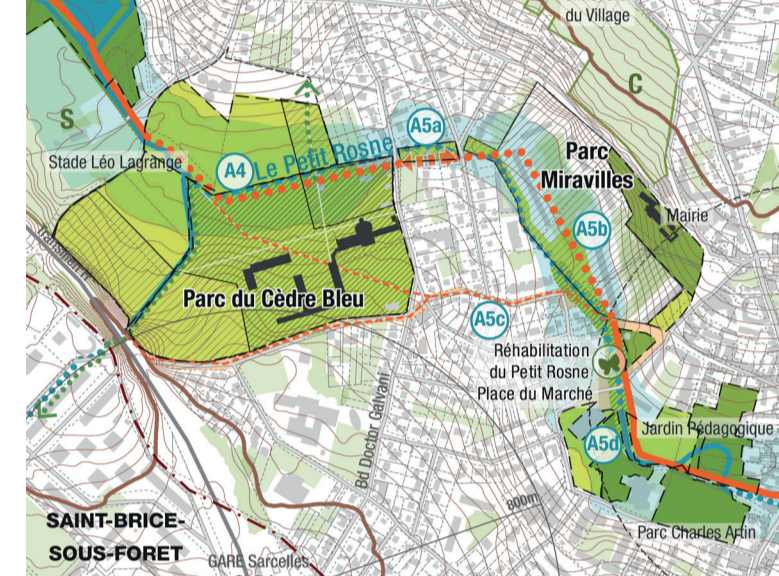 du Village
C
S
A5a
Stade Léo Lagrange
A4
Le Petit Rosne
Parc
Miravilles
Mairie
A5b
Transilien H
Parc du Cèdre Bleu
A5c
Réhabilitation
du Petit Rosne
Place du Marché
Bd Doctor Galvani
A5d
Jardin Pédagogique
800m
SAINT-BRICE-
SOUS-FORET
GARE Sarcelles
Parc Charles Artin